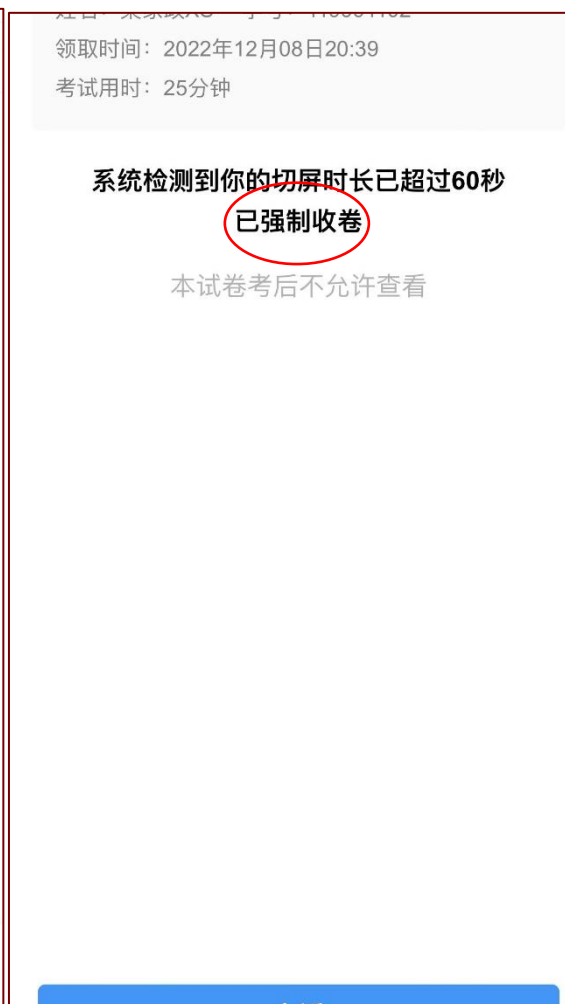 领取时间：2022年12月08日20:39
考试用时：25分钟
系统检测到你的切屏时长已超过60秒
已强制收卷
本试卷考后不允许查看